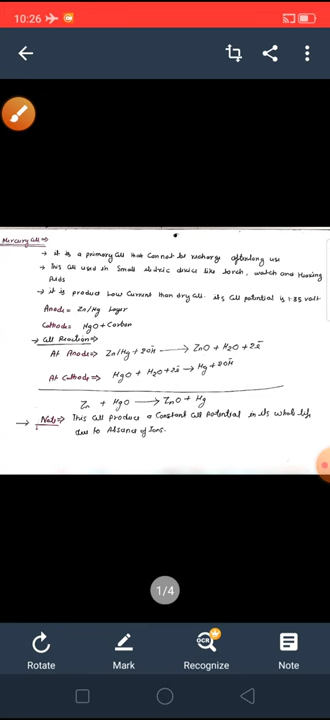 10:26
Mercury Cell ⇒
→ it is a primary Cell that Cannot be recharge after long use
→ This Cell used in Small electric device like torch, watch and Hearing
Aids
→ it is product Low Current than dry Cell. its Cell potential is 1.35 volt
Anode = Zn/Hg Layer
Cathode = HgO + Carbon
→ Cell Reaction ⇒
At Anode ⇒ Zn/Hg + 2OH⁻ → ZnO + H2O + 2e⁻
At Cathode ⇒ HgO + H2O + 2e⁻ → Hg + 2OH⁻
Zn + HgO → ZnO + Hg
→ Note ⇒ This Cell produce a Constant Cell Potential in its whole life
due to Absance of Ions.
1/4
Rotate Mark OCR Recognize Note